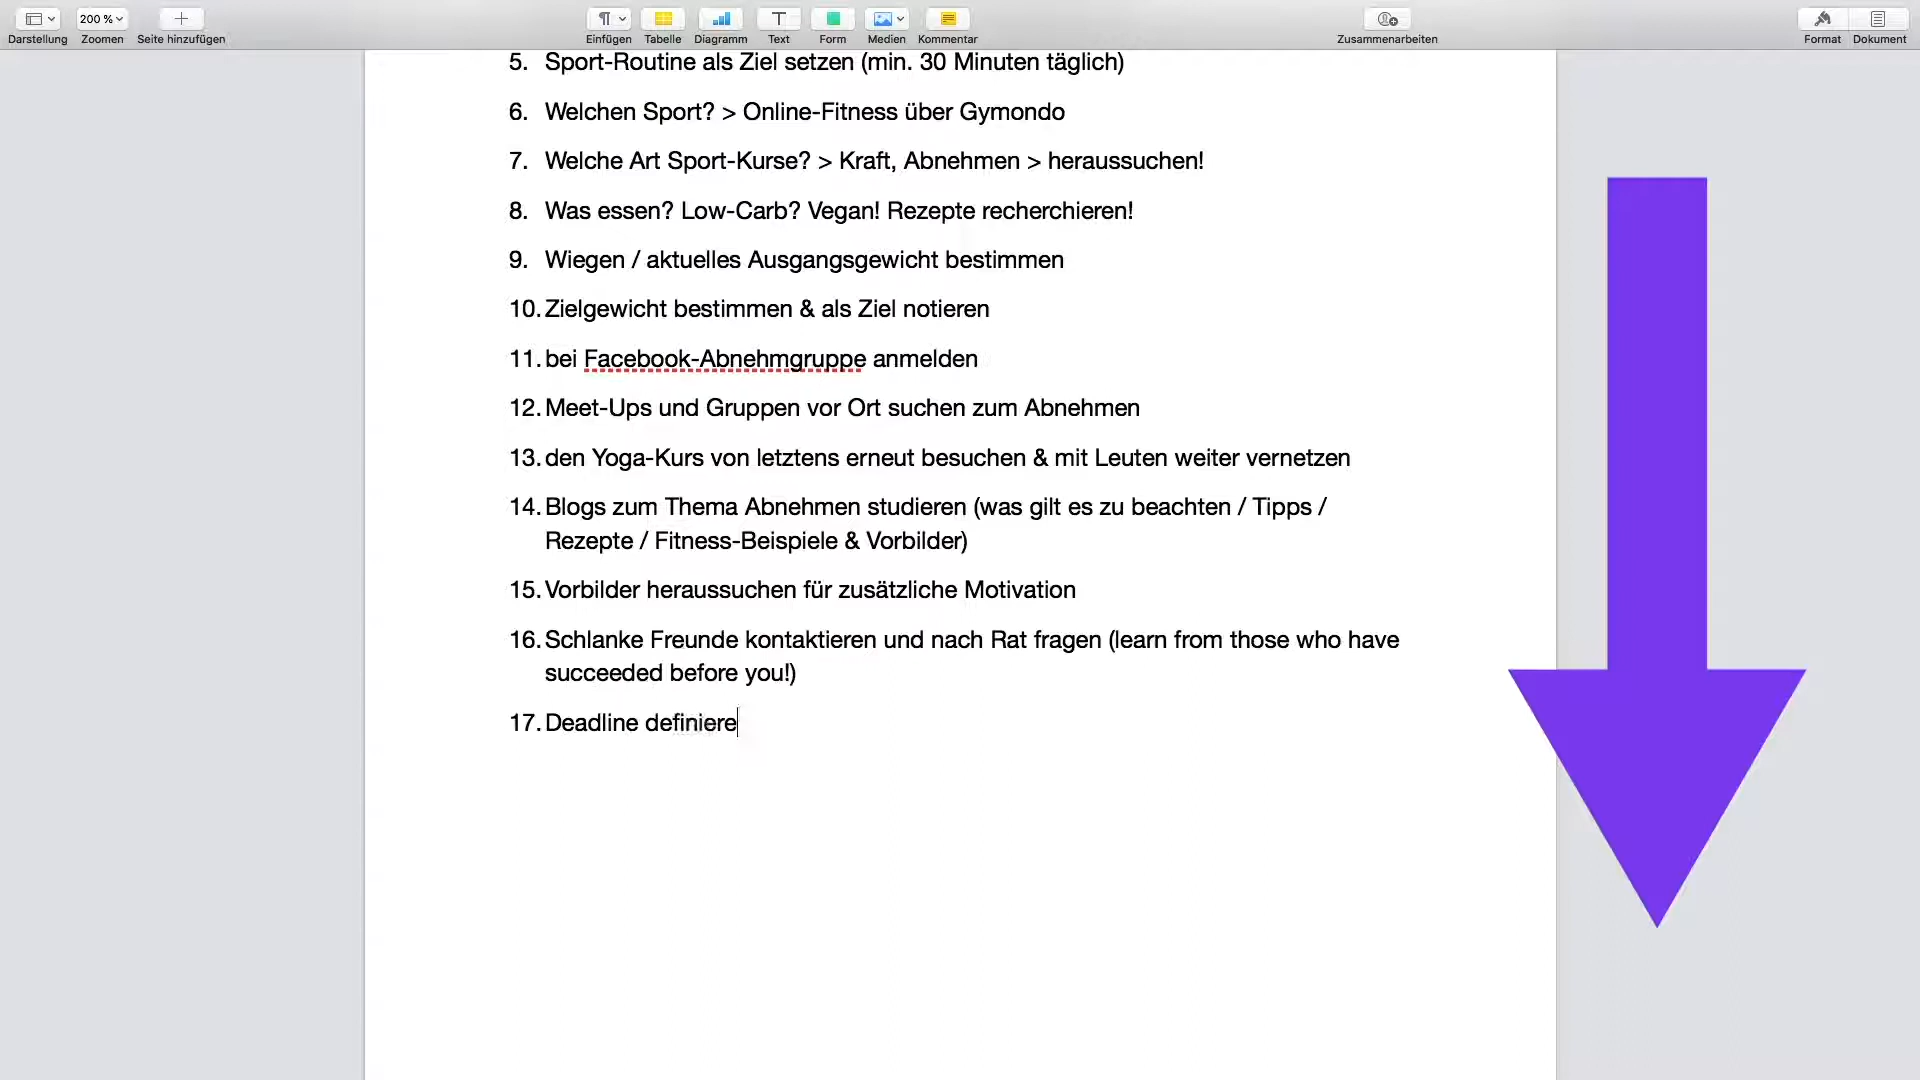 200 %
Darstellung Zoomen Seite hinzufügen Einfügen Tabelle Diagramm Text Form Medien Kommentar Zusammenarbeiten Format Dokument
5. Sport-Routine als Ziel setzen (min. 30 Minuten täglich)
6. Welchen Sport? > Online-Fitness über Gymondo
7. Welche Art Sport-Kurse? > Kraft, Abnehmen > heraussuchen!
8. Was essen? Low-Carb? Vegan! Rezepte recherchieren!
9. Wiegen / aktuelles Ausgangsgewicht bestimmen
10. Zielgewicht bestimmen & als Ziel notieren
11. bei Facebook-Abnehmgruppe anmelden
12. Meet-Ups und Gruppen vor Ort suchen zum Abnehmen
13. den Yoga-Kurs von letztens erneut besuchen & mit Leuten weiter vernetzen
14. Blogs zum Thema Abnehmen studieren (was gilt es zu beachten / Tipps /
Rezepte / Fitness-Beispiele & Vorbilder)
15. Vorbilder heraussuchen für zusätzliche Motivation
16. Schlanke Freunde kontaktieren und nach Rat fragen (learn from those who have
succeeded before you!)
17. Deadline definiere